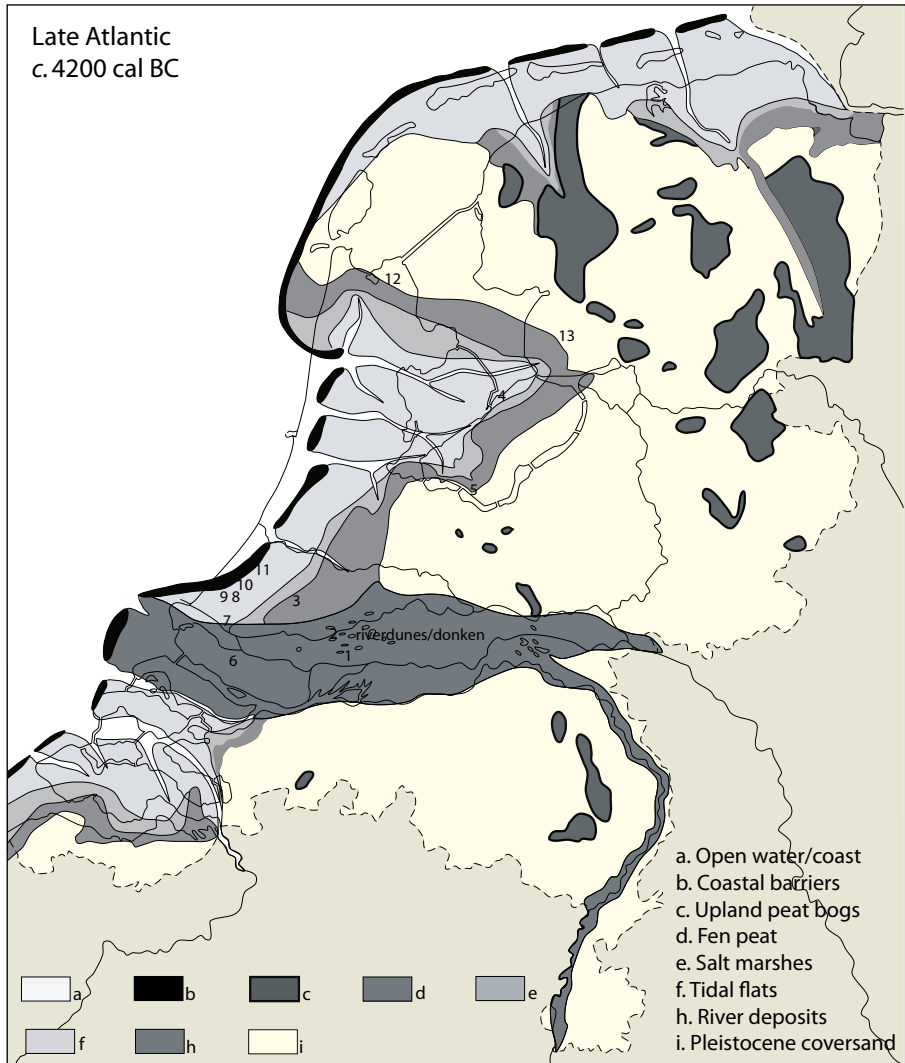 Late Atlantic
c. 4200 cal BC
12
13
4
5
11
10
9 8
3
7
2 riverdunes/donken
6
1
a. Open water/coast
b. Coastal barriers
c. Upland peat bogs
d. Fen peat
e. Salt marshes
f. Tidal flats
h. River deposits
i. Pleistocene coversand
a
b
c
d
e
f
h
i